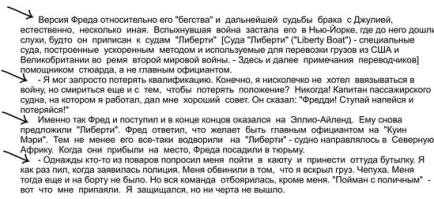 Версия Фреда относительно его "бегства" и дальнейшей судьбы брака с Джулией,
естественно, несколько иная. Вспыхнувшая война застала его в Нью-Йорке, где до него дошли
слухи, будто он приписан к судам "Либерти" [Суда "Либерти" ("Liberty Boat") - специальные
суда, построенные ускоренным методом и используемые для перевозки грузов из США и
Великобритании во ремя второй мировой войны. - Здесь и далее примечания переводчиков]
помощником стюарда, а не главным официантом.
- Я мог запросто потерять квалификацию. Конечно, я нисколечко не хотел ввязываться в
войну, но смириться еще и с тем, чтобы потерять положение? Никогда! Капитан пассажирского
судна, на котором я работал, дал мне хороший совет. Он сказал: "Фредди! Ступай напейся и
потеряйся!"
Именно так Фред и поступил и в конце концов оказался на Эллио-Айленд. Ему снова
предложили "Либерти". Фред ответил, что желает быть главным официантом на "Куин
Мэри". Тем не менее его все-таки водворили на "Либерти" - судно направлялось в Северную
Африку. Когда они прибыли на место, Фреда посадили в тюрьму.
- Однажды кто-то из поваров попросил меня пойти в каюту и принести оттуда бутылку. Я
как раз пил, когда заявилась полиция. Меня обвинили в том, что я вскрыл груз. Чепуха. Меня
тогда еще и на борту не было. Но вся команда отбоярилась, кроме меня. "Пойман с поличным" -
вот что мне припаяли. Я защищался, но ни черта не вышло.